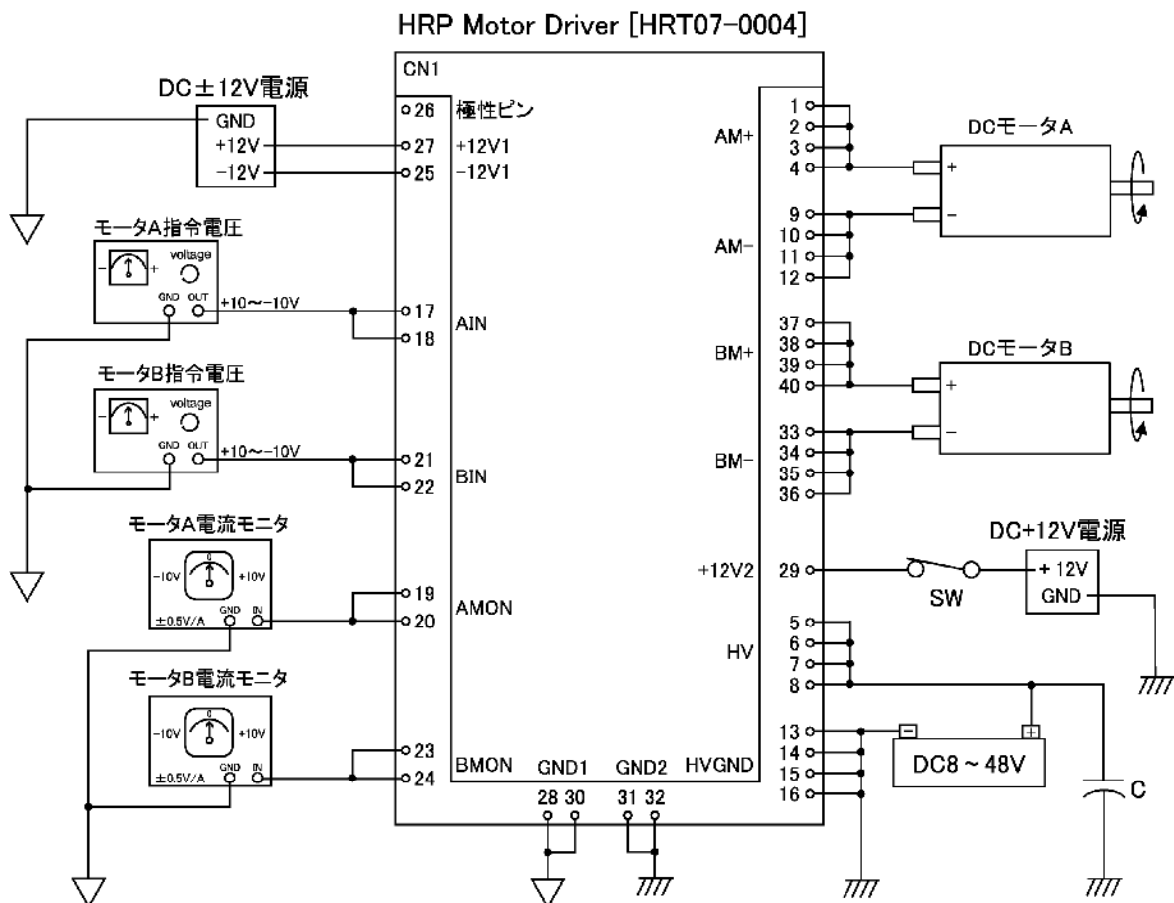 HRP Motor Driver [HRT07-0004]
CN1
DC±12V電源
GND
+12V
-12V
26 極性ピン
27 +12V1
25 -12V1
モータA指令電圧
- + voltage
GND OUT
+10～-10V
17
18
AIN
モータB指令電圧
- + voltage
GND OUT
+10～-10V
21
22
BIN
モータA電流モニタ
0
-10V +10V
±0.5V/A GND IN
19
20
AMON
モータB電流モニタ
0
-10V +10V
±0.5V/A GND IN
23
24
BMON
GND1
28 30
GND2
31 32
AM+
1
2
3
4
DCモータA
+
-
AM-
9
10
11
12
BM+
37
38
39
40
DCモータB
+
-
BM-
33
34
35
36
+12V2 29
SW
DC+12V電源
+12V
GND
HV
5
6
7
8
HVGND
13
14
15
16
- +
DC8～48V
C